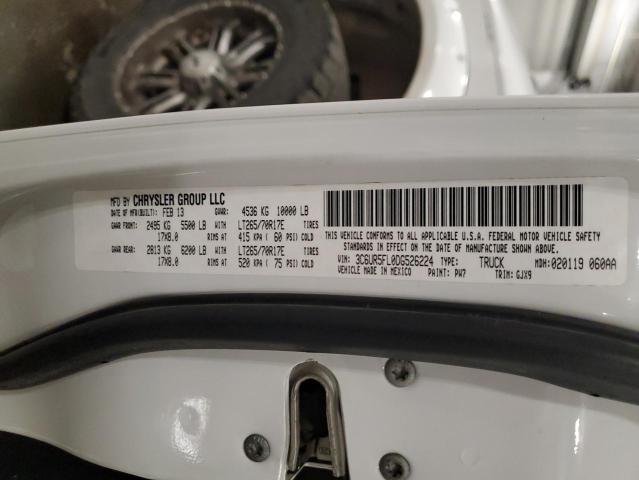 MFD BY CHRYSLER GROUP LLC
DATE OF MFR(BUILT): FEB 13 GVWR: 4536 KG 10000 LB
GAWR FRONT: 2495 KG 5500 LB WITH LT265/70R17E TIRES
17X8.0 RIMS AT 415 KPA ( 60 PSI) COLD
GAWR REAR: 2813 KG 6200 LB WITH LT265/70R17E TIRES
17X8.0 RIMS AT 520 KPA ( 75 PSI) COLD
THIS VEHICLE CONFORMS TO ALL APPLICABLE U.S.A. FEDERAL MOTOR VEHICLE SAFETY
STANDARDS IN EFFECT ON THE DATE OF MANUFACTURE SHOWN ABOVE.
VIN: 3C6UR5FL0DG526224 TYPE: TRUCK MDH: 020119 060AA
VEHICLE MADE IN MEXICO PAINT: PW7 TRIM: GJX9